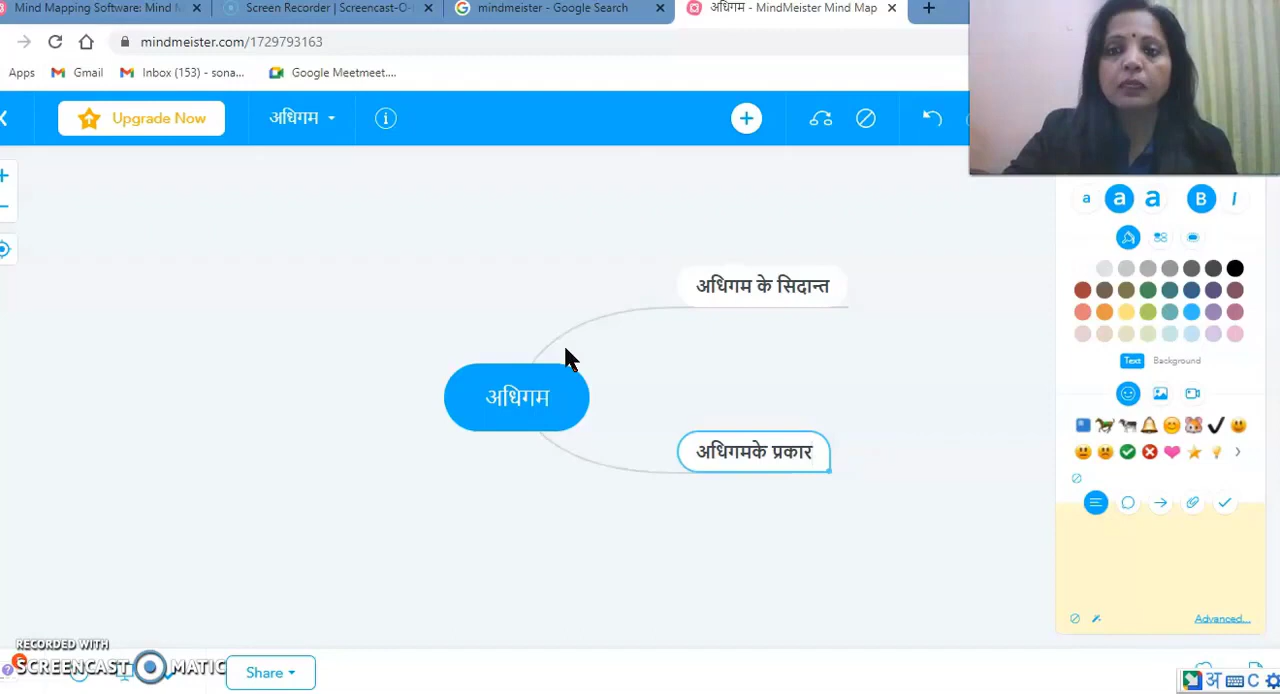 Mind Mapping Software: Mind M
Screen Recorder | Screencast-O-
mindmeister - Google Search
अधिगम - MindMeister Mind Map
mindmeister.com/1729793163
Apps
Gmail
Inbox (153) - sona...
Google Meetmeet....
Upgrade Now
अधिगम
a a a B I
अधिगम के सिदान्त
अधिगम
अधिगमके प्रकार
Text
Background
Advanced...
RECORDED WITH
SCREENCAST MATIC
Share
अ